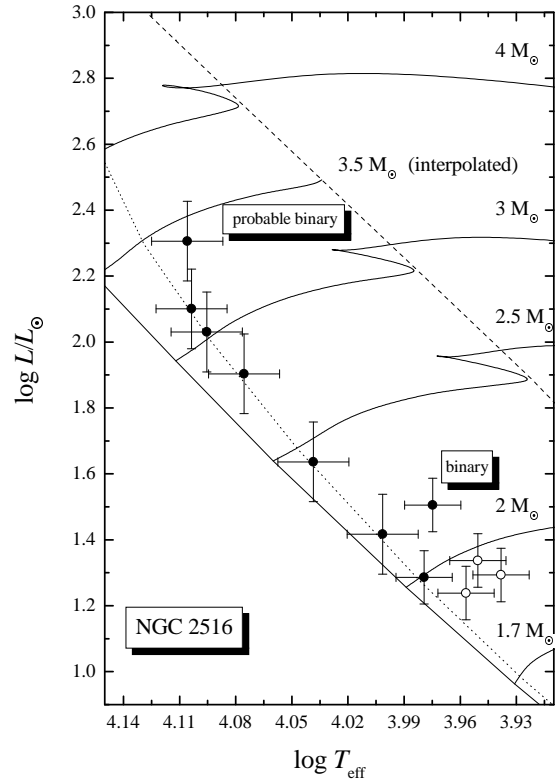 3.0
2.8
2.6
2.4
2.2
2.0
1.8
1.6
1.4
1.2
1.0
log L/L⊙
4 M⊙
3.5 M⊙ (interpolated)
probable binary
3 M⊙
2.5 M⊙
binary
2 M⊙
1.7 M⊙
NGC 2516
4.14 4.11 4.08 4.05 4.02 3.99 3.96 3.93
log Teff